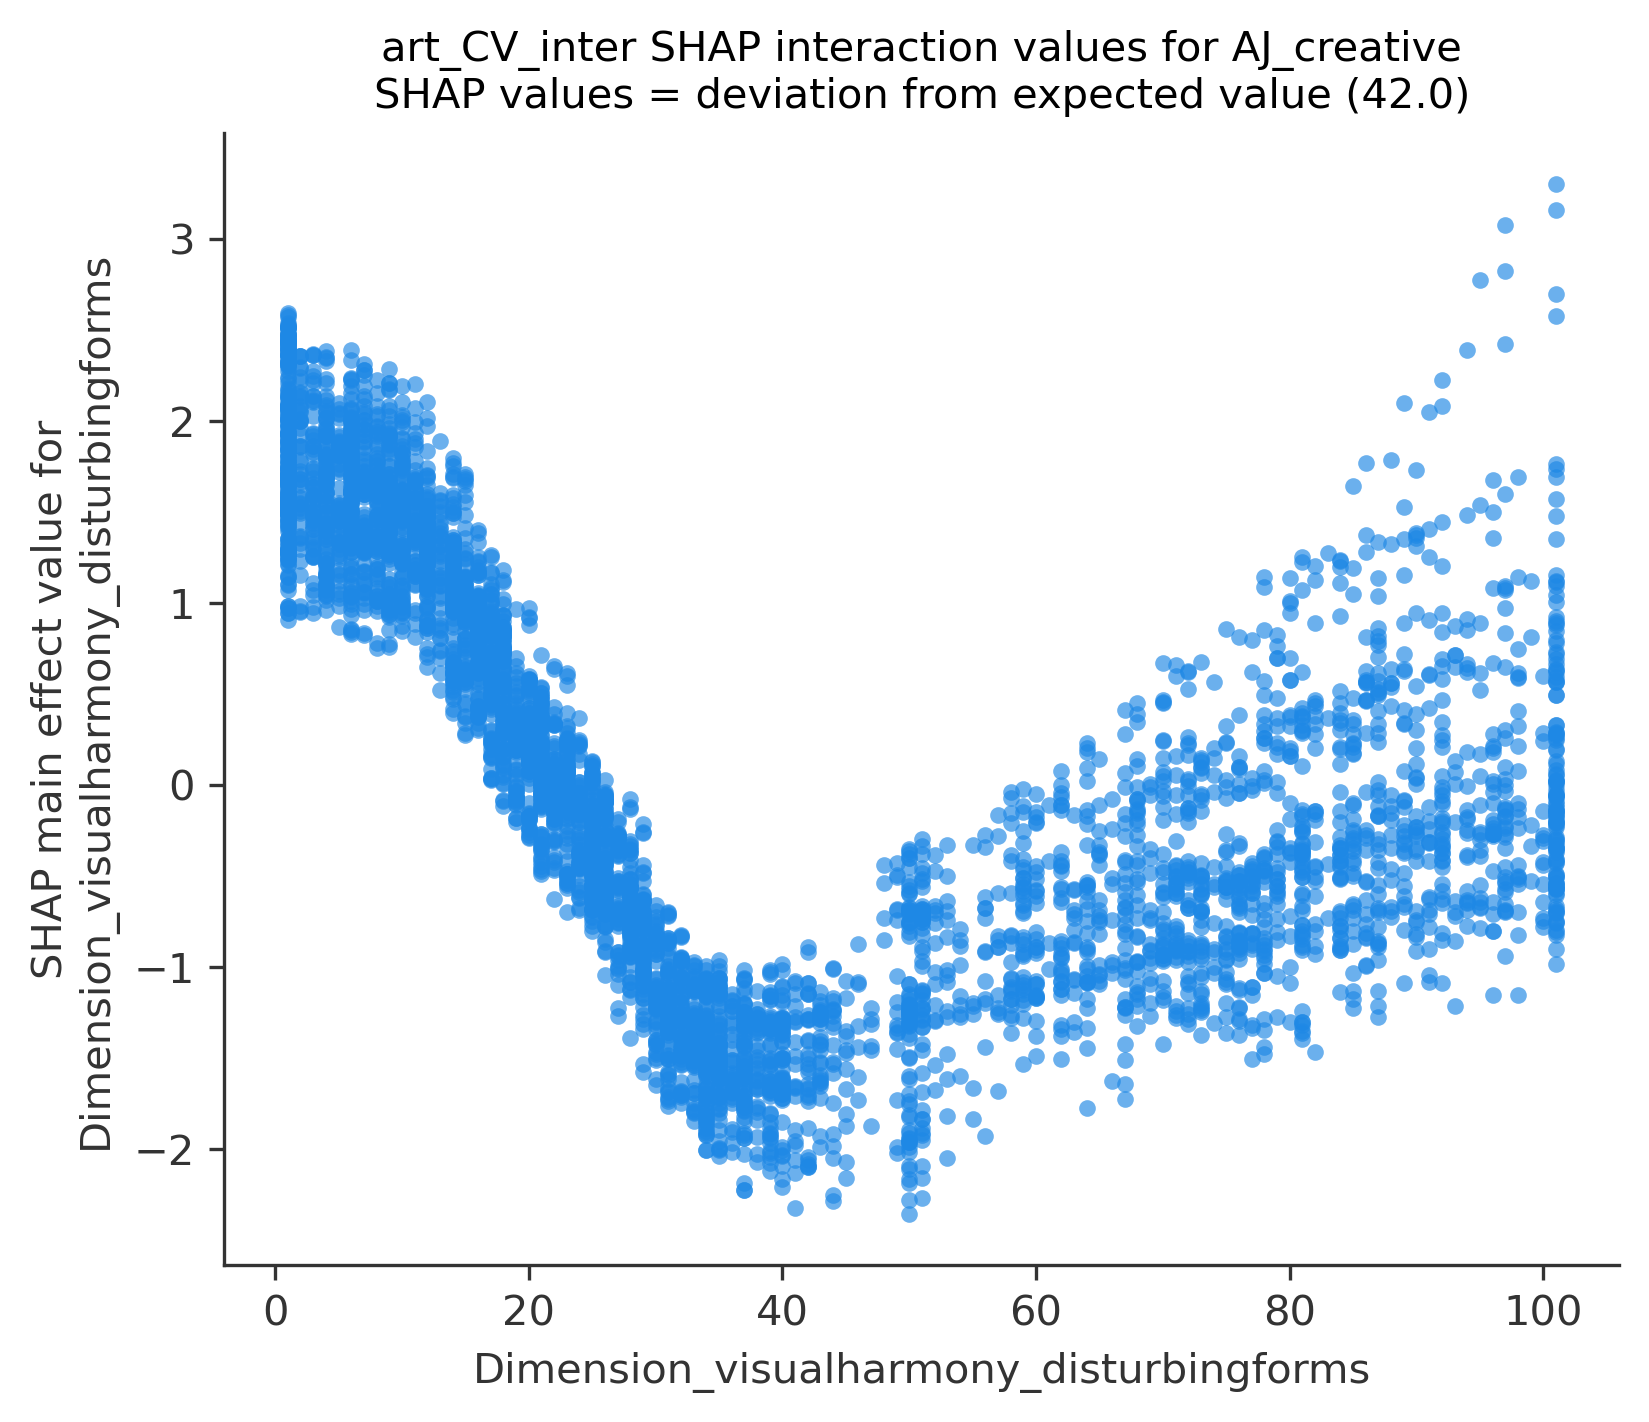 art_CV_inter SHAP interaction values for AJ_creative
SHAP values = deviation from expected value (42.0)
SHAP main effect value for
Dimension_visualharmony_disturbingforms
3
2
1
0
−1
−2
0 20 40 60 80 100
Dimension_visualharmony_disturbingforms